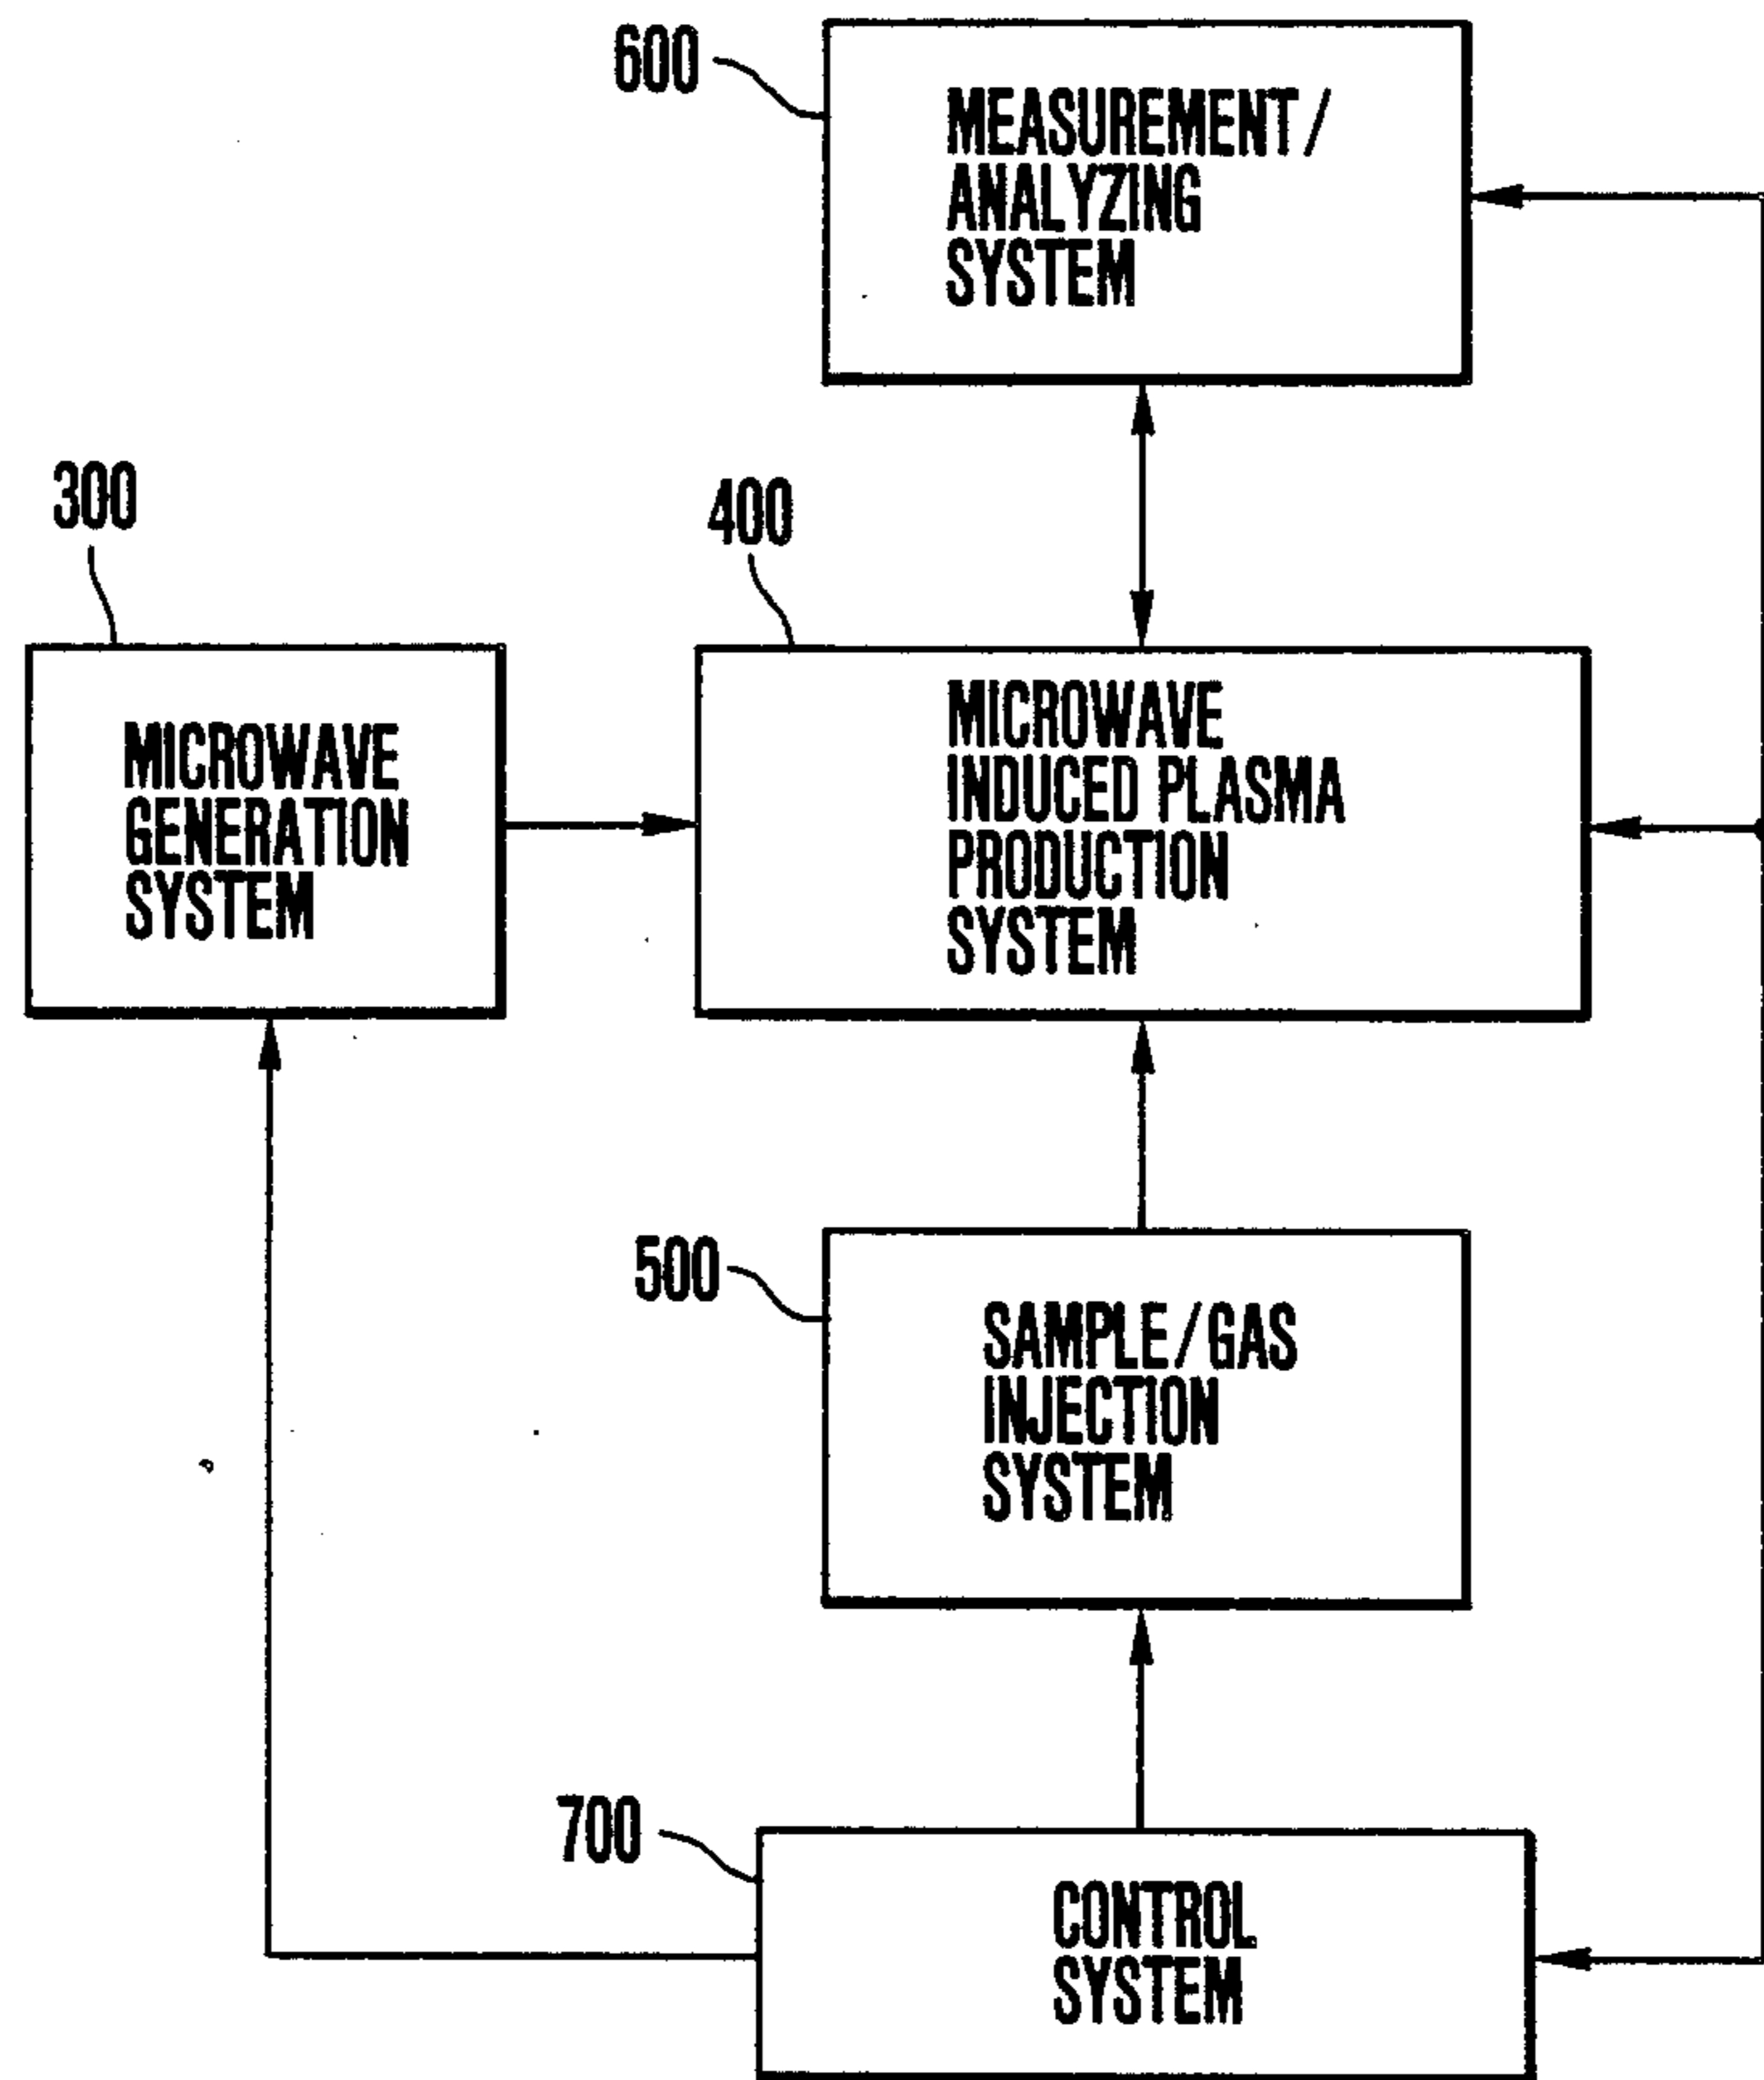 600
MEASUREMENT/
ANALYZING
SYSTEM
300
400
MICROWAVE
GENERATION
SYSTEM
MICROWAVE
INDUCED PLASMA
PRODUCTION
SYSTEM
500
SAMPLE/GAS
INJECTION
SYSTEM
700
CONTROL
SYSTEM